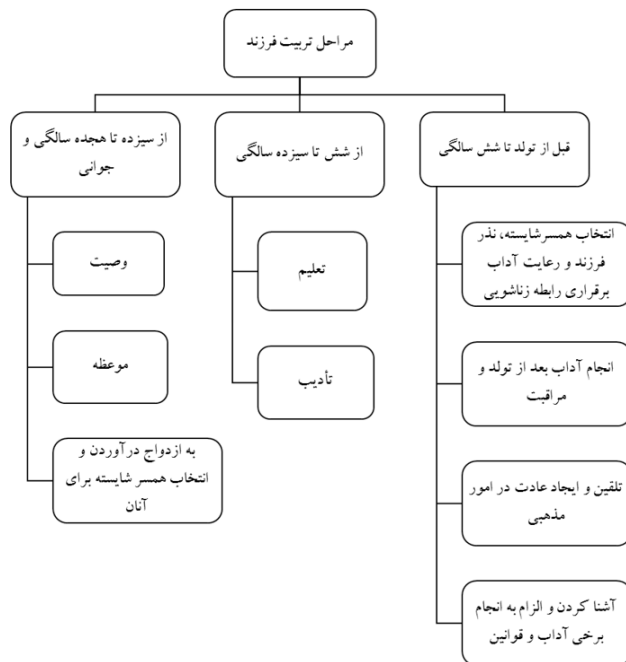 مراحل تربیت فرزند
قبل از تولد تا شش سالگی
انتخاب همسرشایسته، نذر
فرزند و رعایت آداب
برقراری رابطه زناشویی
انجام آداب بعد از تولد و
مراقبت
تلقین و ایجاد عادت در امور
مذهبی
آشنا کردن و الزام به انجام
برخی آداب و قوانین
از شش تا سیزده سالگی
تعلیم
تأدیب
از سیزده تا هجده سالگی و
جوانی
وصیت
موعظه
به ازدواج درآوردن و
انتخاب همسر شایسته برای
آنان